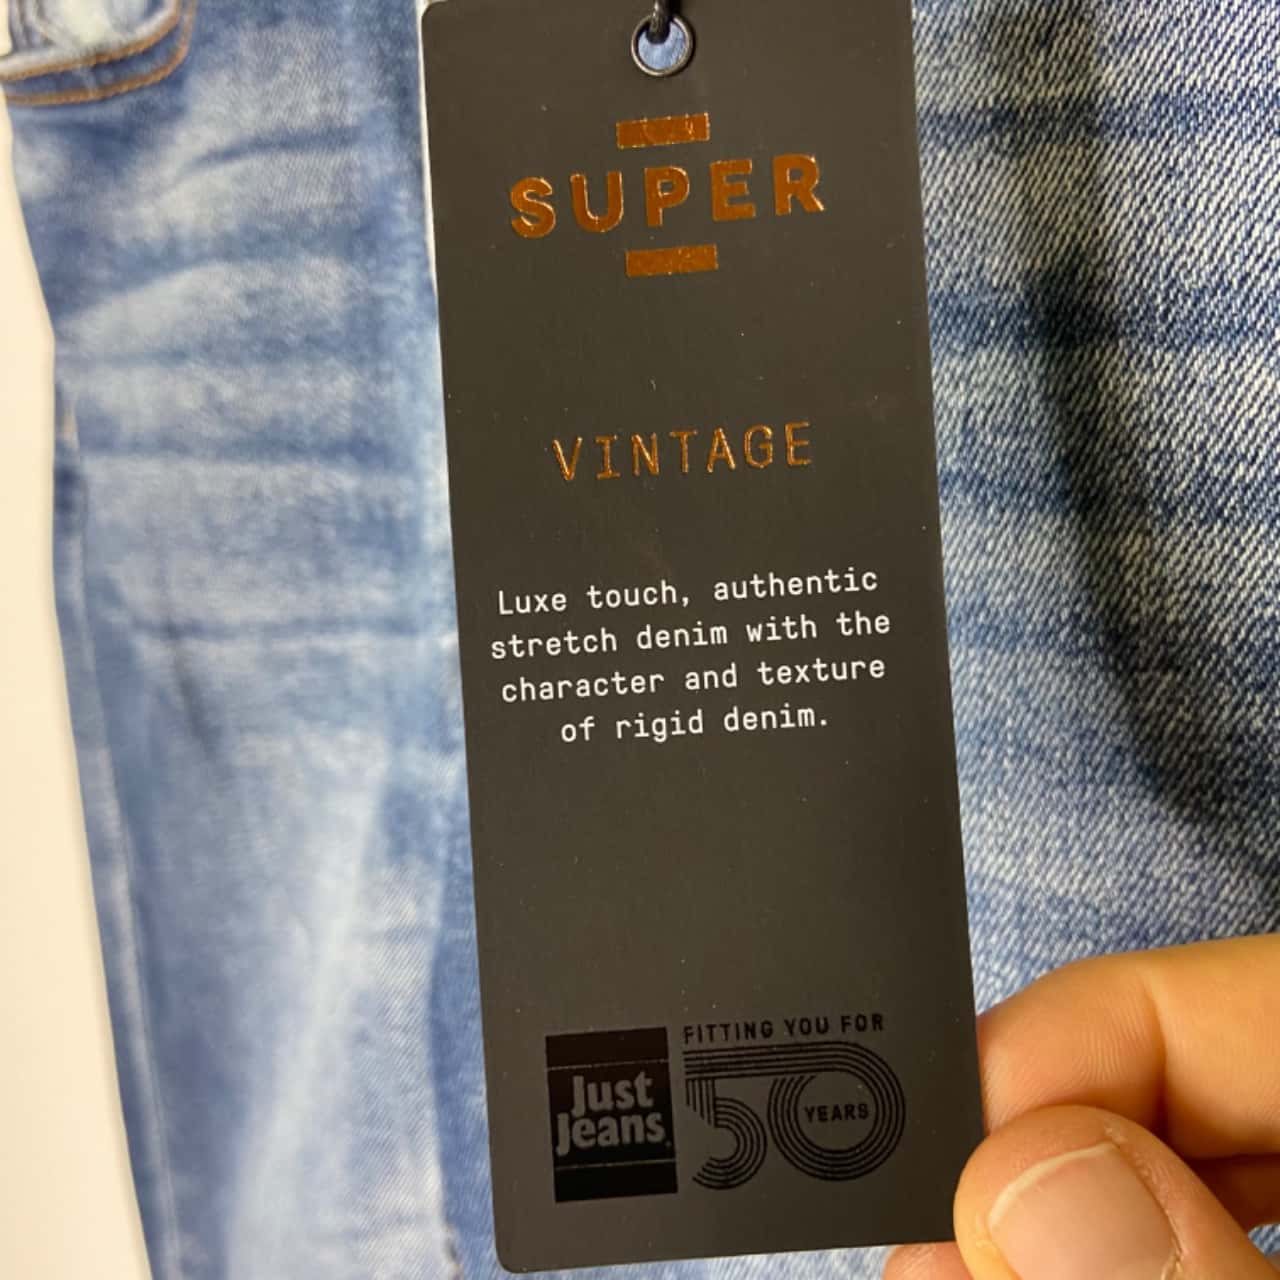 SUPER
VINTAGE
Luxe touch, authentic
stretch denim with the
character and texture
of rigid denim.
Just
Jeans
FITTING YOU FOR
50
YEARS